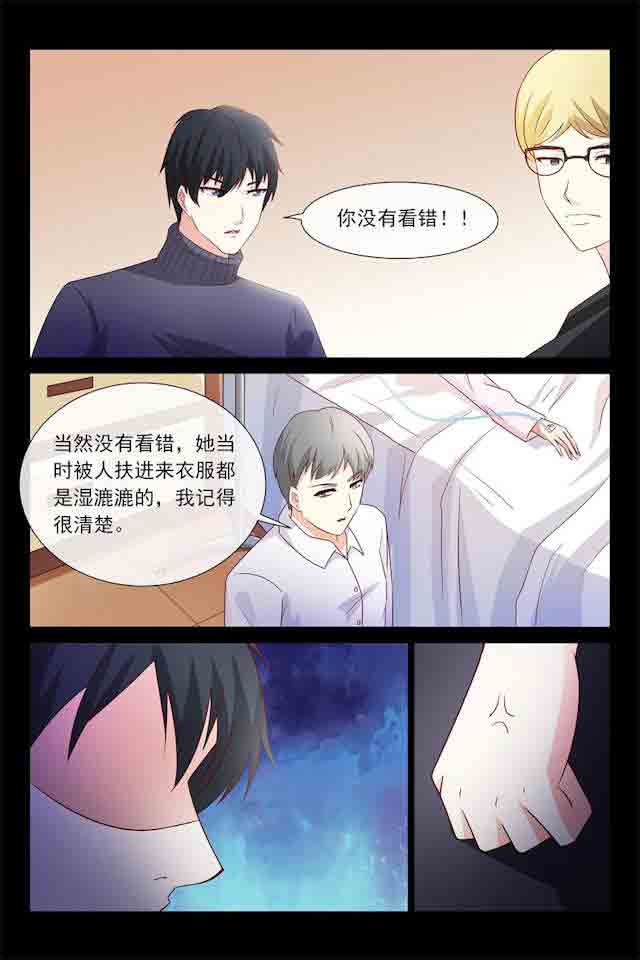 你没有看错！！
当然没有看错，她当
时被人扶进来衣服都
是湿漉漉的，我记得
很清楚。